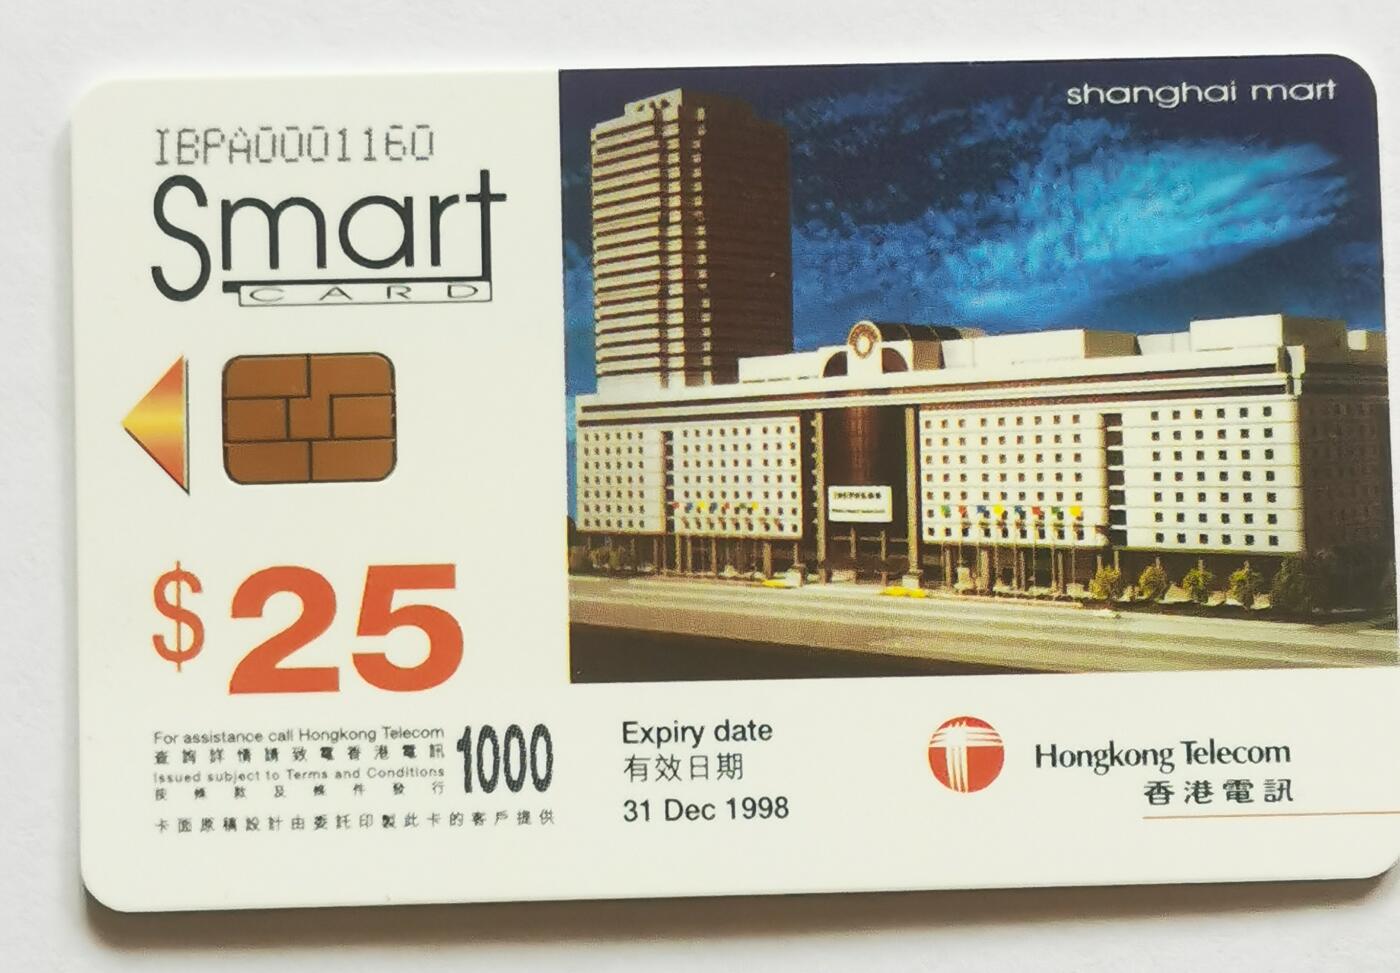 IBPA0001160
Smart
CARD
$25
For assistance call Hongkong Telecom
查詢詳情請致電香港電訊
1000
Issued subject to Terms and Conditions
按條款及條件發行
卡面原稿設計由委託印製此卡的客戶提供
shanghai mart
Expiry date
有效日期
31 Dec 1998
Hongkong Telecom
香港電訊